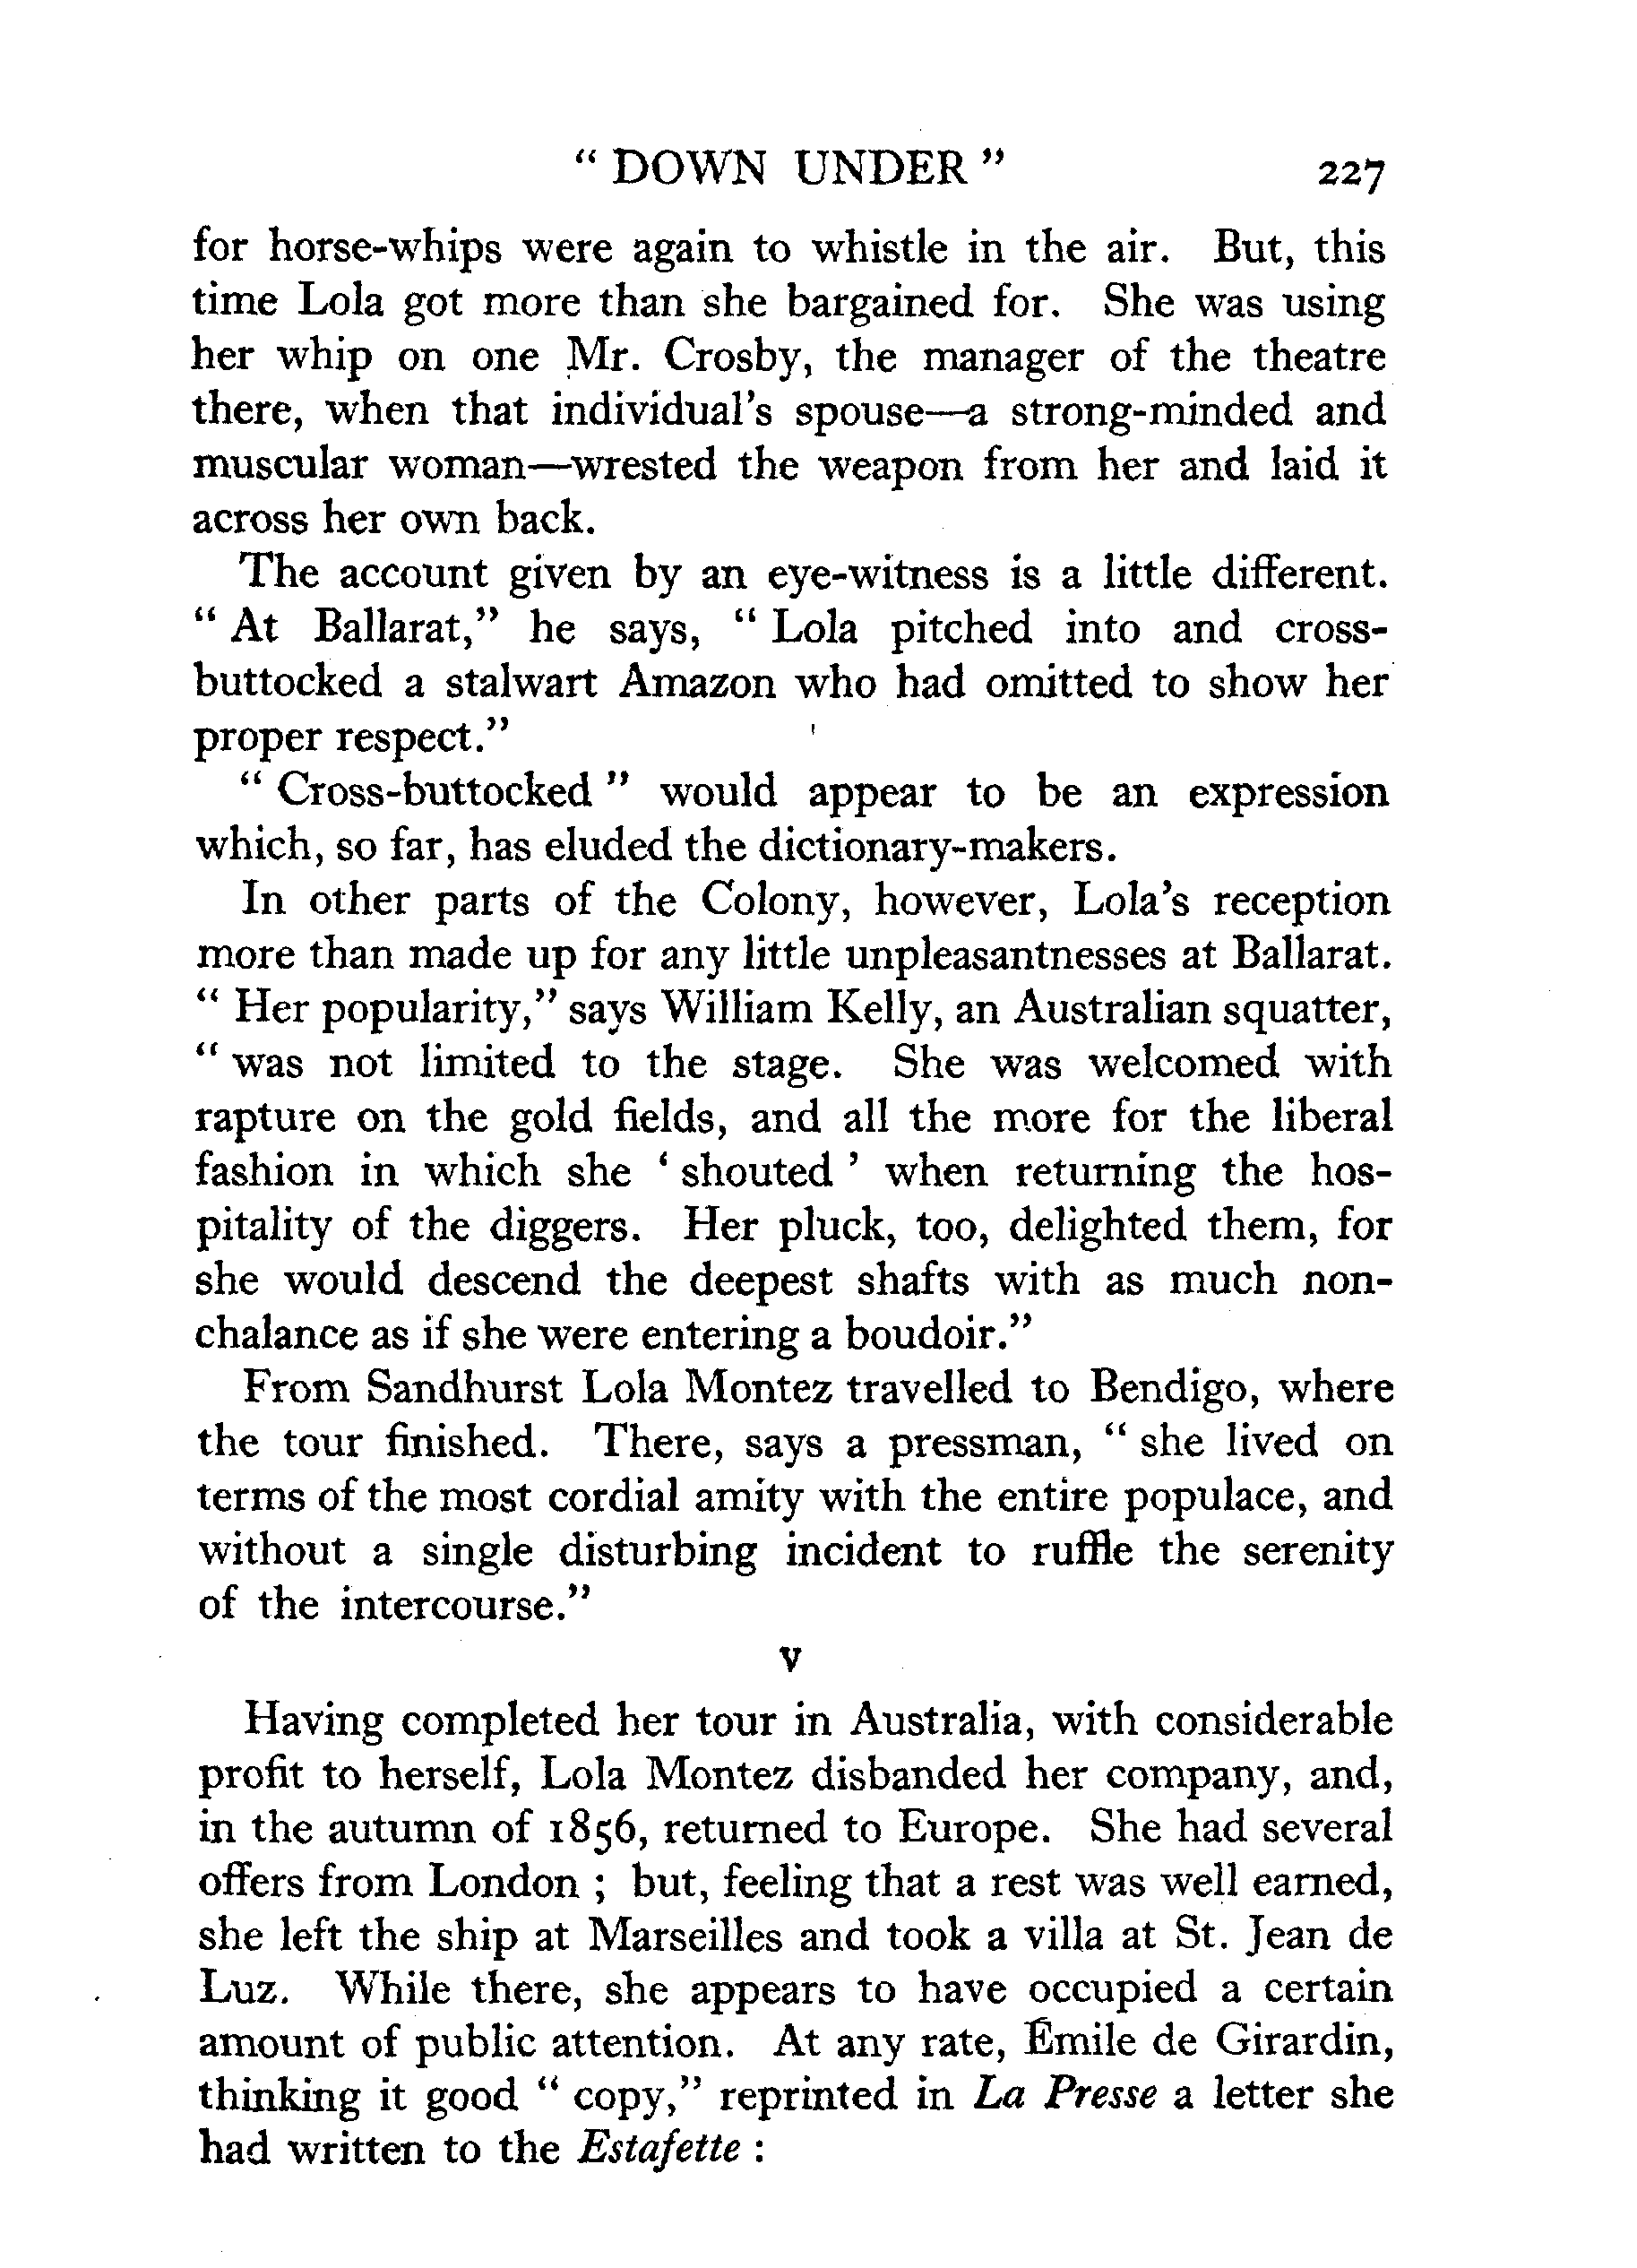 “ DOWN UNDER ” 227
for horse-whips were again to whistle in the air. But, this
time Lola got more than she bargained for. She was using
her whip on one Mr. Crosby, the manager of the theatre
there, when that individual’s spouse—a strong-minded and
muscular woman—wrested the weapon from her and laid it
across her own back.
The account given by an eye-witness is a little different.
“ At Ballarat,” he says, “ Lola pitched into and cross-
buttocked a stalwart Amazon who had omitted to show her
proper respect.”
“ Cross-buttocked ” would appear to be an expression
which, so far, has eluded the dictionary-makers.
In other parts of the Colony, however, Lola’s reception
more than made up for any little unpleasantnesses at Ballarat.
“ Her popularity,” says William Kelly, an Australian squatter,
“ was not limited to the stage. She was welcomed with
rapture on the gold fields, and all the more for the liberal
fashion in which she ‘ shouted ’ when returning the hos-
pitality of the diggers. Her pluck, too, delighted them, for
she would descend the deepest shafts with as much non-
chalance as if she were entering a boudoir.”
From Sandhurst Lola Montez travelled to Bendigo, where
the tour finished. There, says a pressman, “ she lived on
terms of the most cordial amity with the entire populace, and
without a single disturbing incident to ruffle the serenity
of the intercourse.”
V
Having completed her tour in Australia, with considerable
profit to herself, Lola Montez disbanded her company, and,
in the autumn of 1856, returned to Europe. She had several
offers from London ; but, feeling that a rest was well earned,
she left the ship at Marseilles and took a villa at St. Jean de
Luz. While there, she appears to have occupied a certain
amount of public attention. At any rate, Émile de Girardin,
thinking it good “ copy,” reprinted in La Presse a letter she
had written to the Estafette :